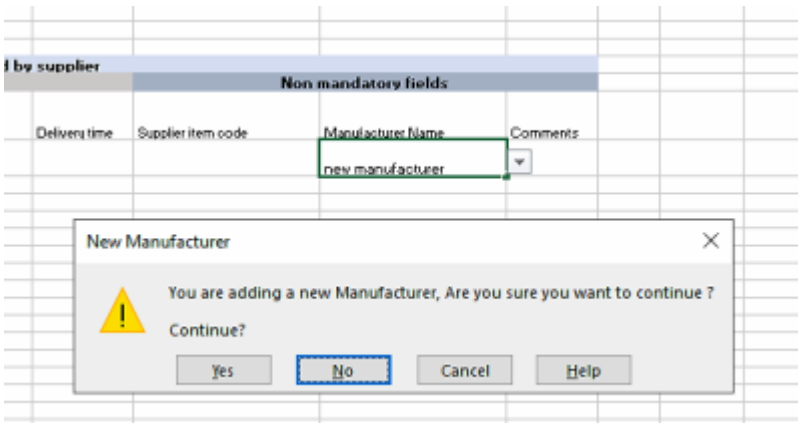 d by supplier
Non mandatory fields
Delivery time Supplier item code Manufacturer Name Comments
new manufacturer
New Manufacturer
You are adding a new Manufacturer, Are you sure you want to continue ?
Continue?
Yes No Cancel Help